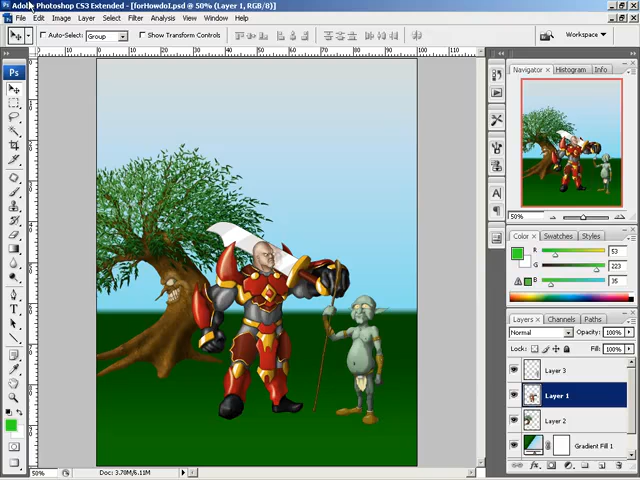 Adobe Photoshop CS3 Extended - [forHowdoI.psd @ 50% (Layer 1, RGB/8)]
File Edit Image Layer Select Filter Analysis View Window Help
Auto-Select: Group Show Transform Controls Workspace
Ps
Navigator Histogram Info
50%
Color Swatches Styles
R 53
G 223
B 35
Layers Channels Paths
Normal Opacity: 100%
Lock: Fill: 100%
Layer 3
Layer 1
Layer 2
Gradient Fill 1
50% Doc: 3.70M/6.11M